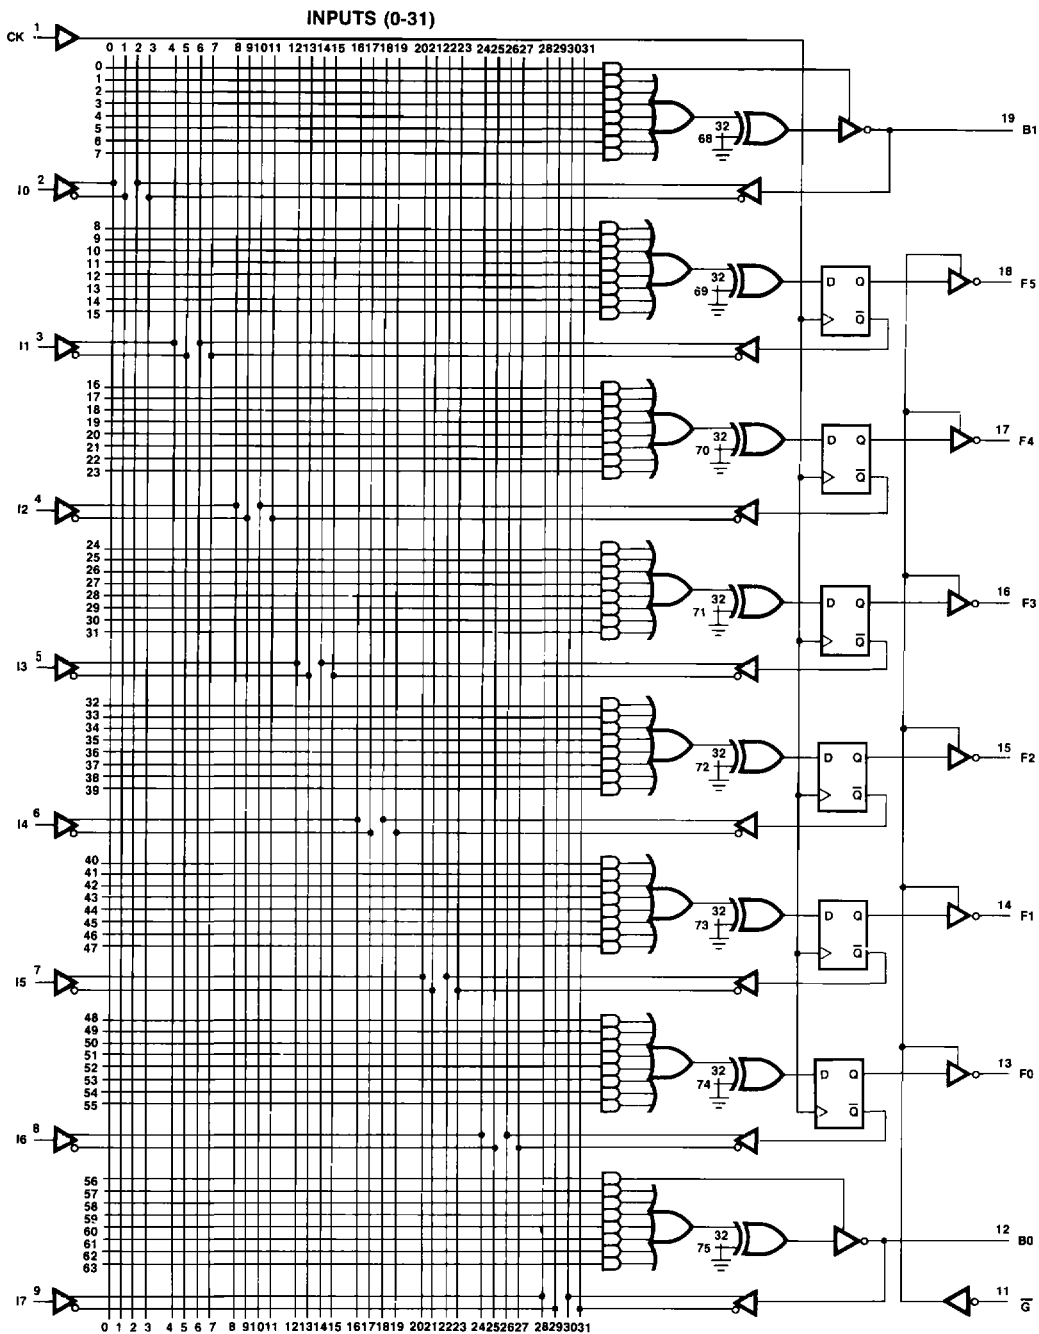 INPUTS (0-31)
CK 1
0 1 2 3 4 5 6 7 8 9 10 11 12 13 14 15 16 17 18 19 20 21 22 23 24 25 26 27 28 29 30 31
0
1
2
3
4
5
6
7
32
68
19 B1
I0 2
8
9
10
11
12
13
14
15
32
69
D Q
Q̅
18 F5
I1 3
16
17
18
19
20
21
22
23
32
70
D Q
Q̅
17 F4
I2 4
24
25
26
27
28
29
30
31
32
71
D Q
Q̅
16 F3
I3 5
32
33
34
35
36
37
38
39
32
72
D Q
Q̅
15 F2
I4 6
40
41
42
43
44
45
46
47
32
73
D Q
Q̅
14 F1
I5 7
48
49
50
51
52
53
54
55
32
74
D Q
Q̅
13 F0
I6 8
56
57
58
59
60
61
62
63
32
75
12 B0
I7 9
11 G̅
0 1 2 3 4 5 6 7 8 9 10 11 12 13 14 15 16 17 18 19 20 21 22 23 24 25 26 27 28 29 30 31